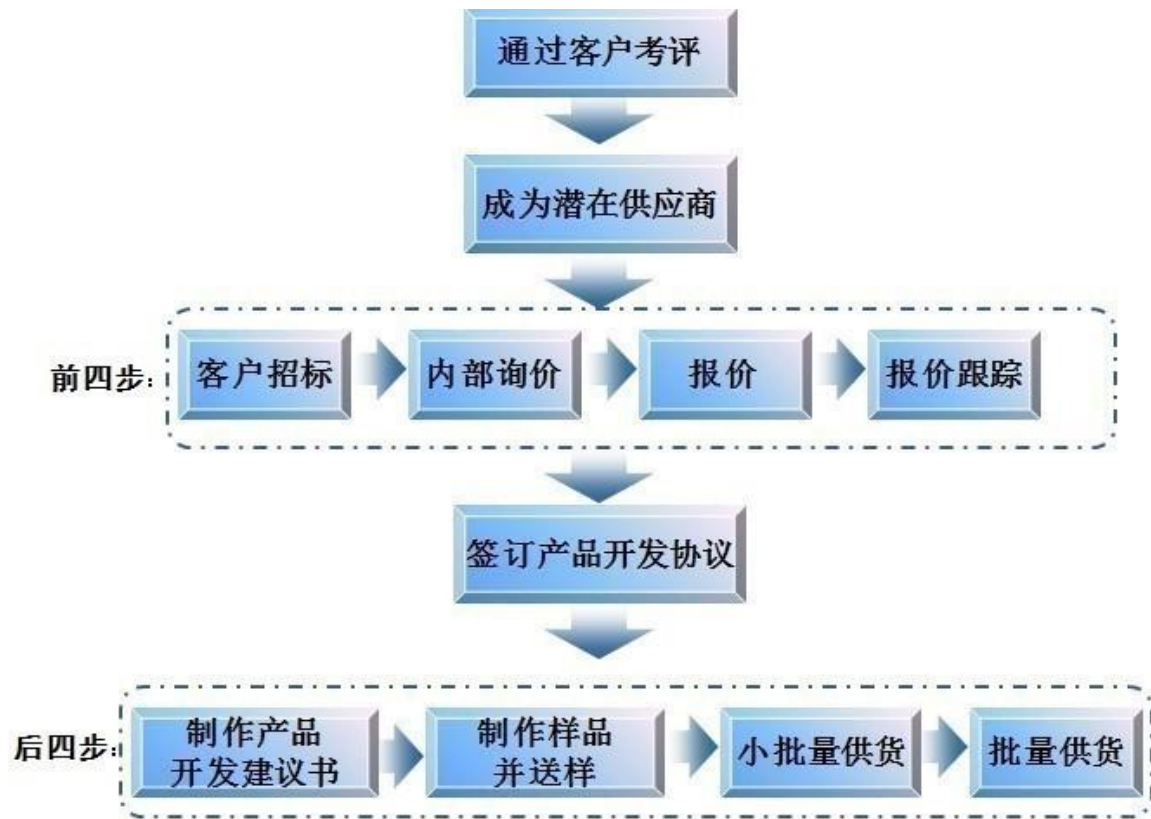 通过客户考评
成为潜在供应商
前四步：
客户招标
内部询价
报价
报价跟踪
签订产品开发协议
后四步：
制作产品
开发建议书
制作样品
并送样
小批量供货
批量供货